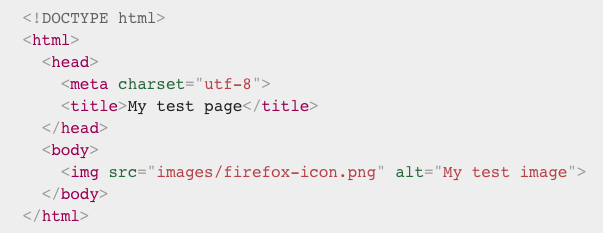 <!DOCTYPE html>
<html>
  <head>
    <meta charset="utf-8">
    <title>My test page</title>
  </head>
  <body>
    <img src="images/firefox-icon.png" alt="My test image">
  </body>
</html>